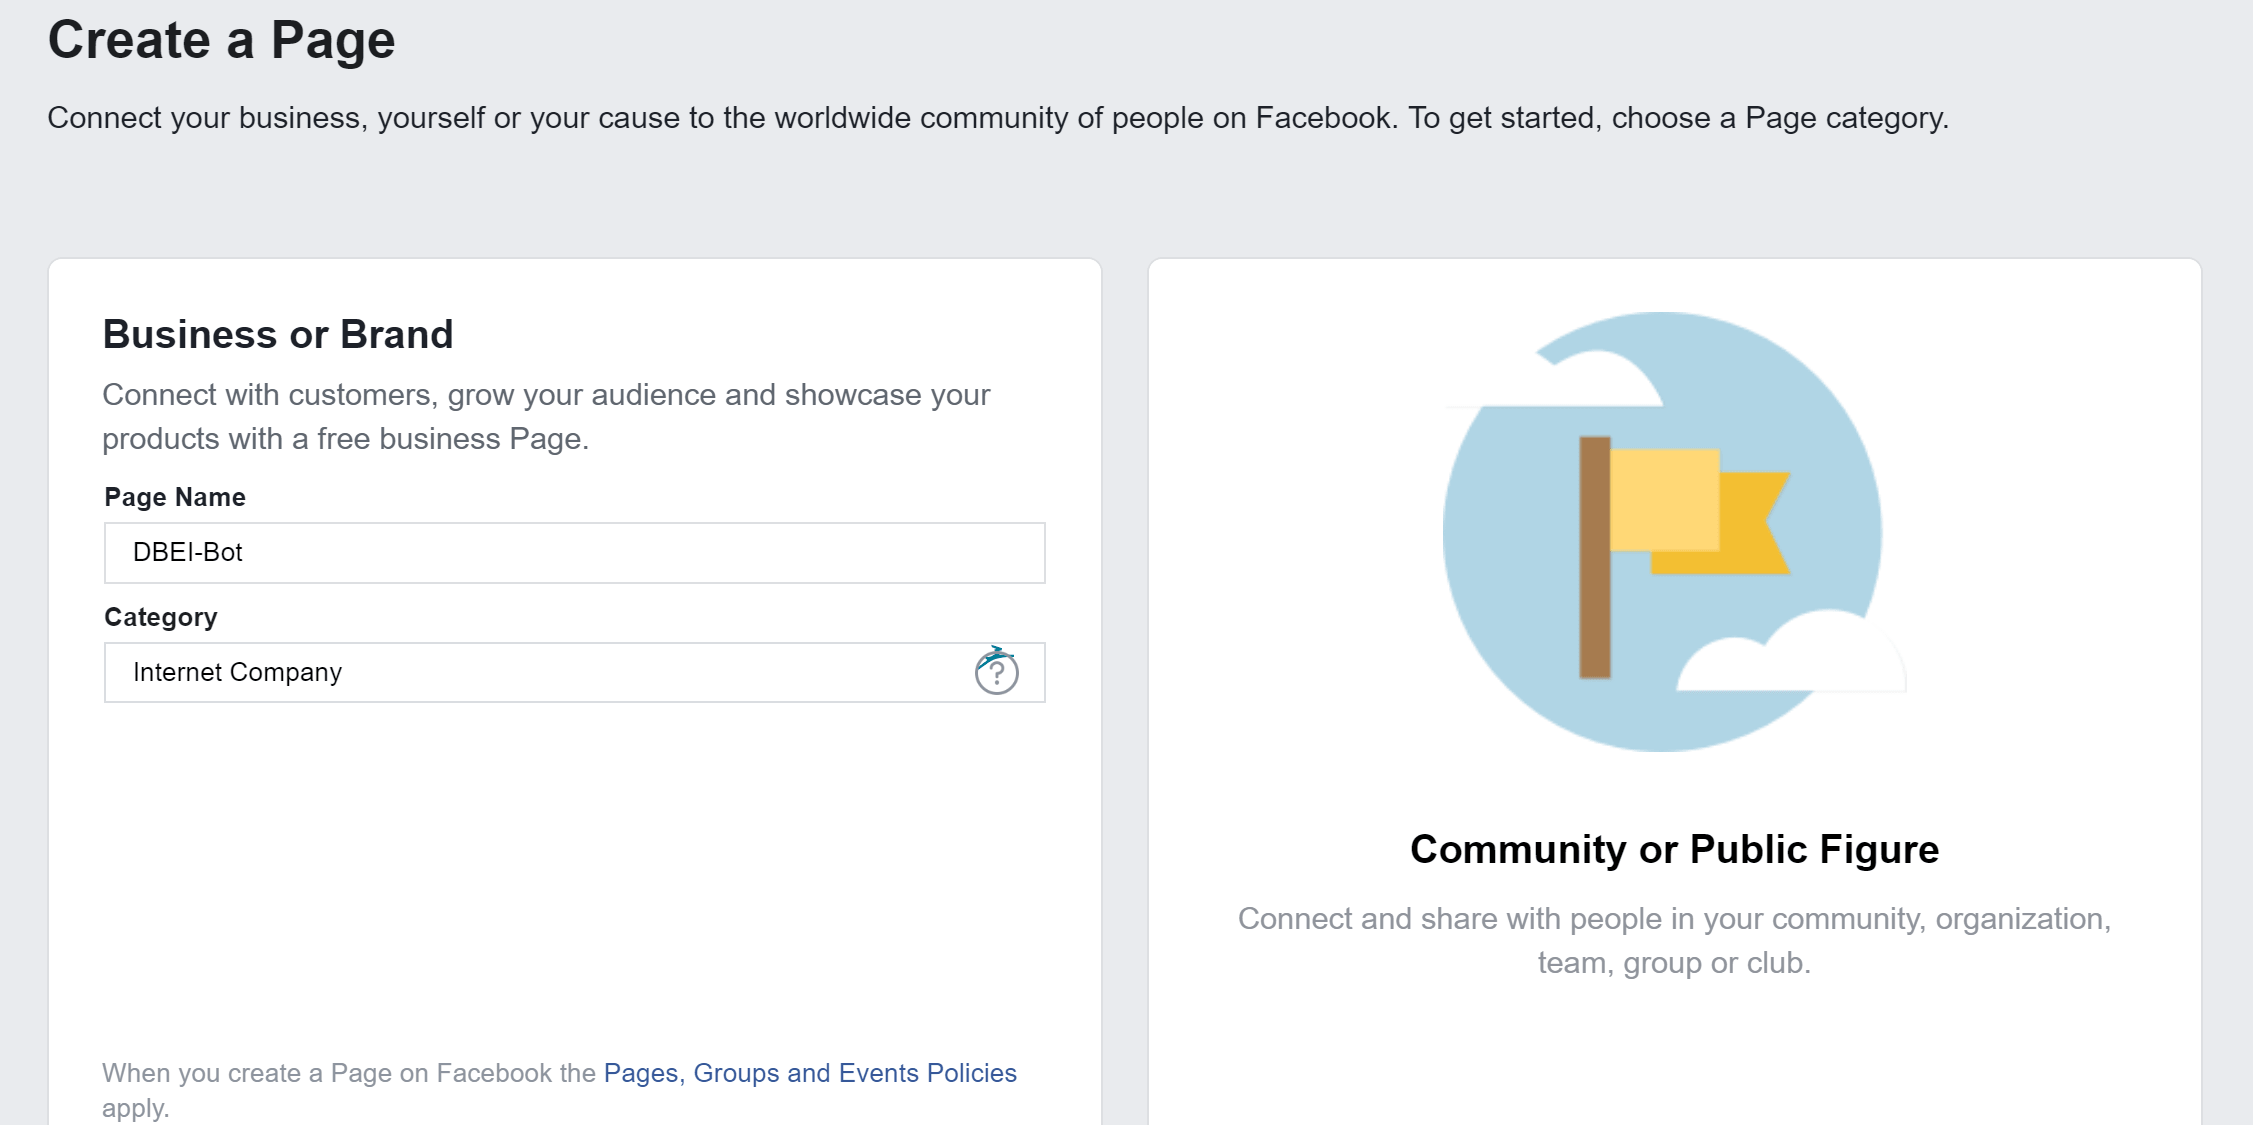 Create a Page
Connect your business, yourself or your cause to the worldwide community of people on Facebook. To get started, choose a Page category.
Business or Brand
Connect with customers, grow your audience and showcase your
products with a free business Page.
Page Name
DBEI-Bot
Category
Internet Company
?
When you create a Page on Facebook the Pages, Groups and Events Policies
apply.
Community or Public Figure
Connect and share with people in your community, organization,
team, group or club.